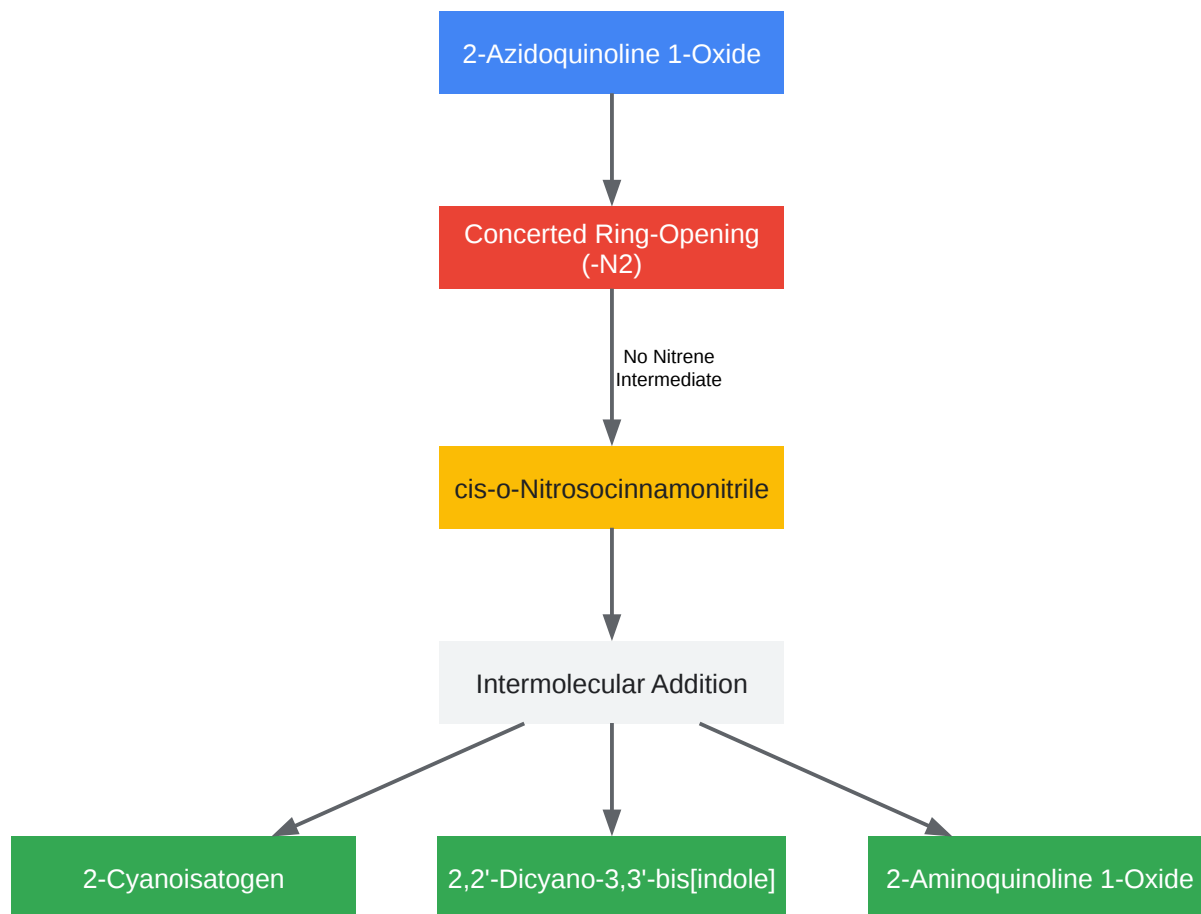 2-Azidoquinoline 1-Oxide
Concerted Ring-Opening
(-N2)
No Nitrene
Intermediate
cis-o-Nitrosocinnamonitrile
Intermolecular Addition
2-Cyanoisatogen
2,2'-Dicyano-3,3'-bis[indole]
2-Aminoquinoline 1-Oxide